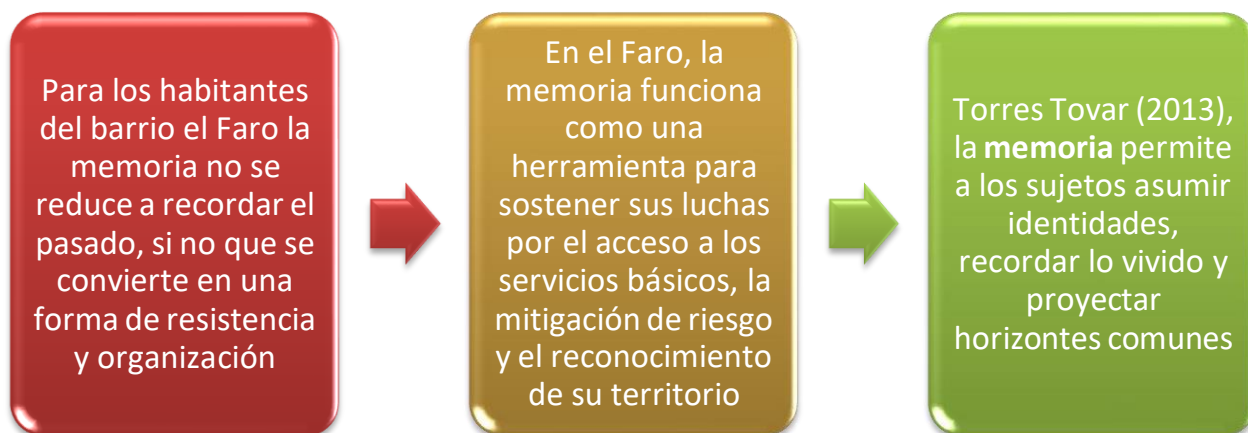 Para los habitantes
del barrio el Faro la
memoria no se
reduce a recordar el
pasado, si no que se
convierte en una
forma de resistencia
y organización
En el Faro, la
memoria funciona
como una
herramienta para
sostener sus luchas
por el acceso a los
servicios básicos, la
mitigación de riesgo
y el reconocimiento
de su territorio
Torres Tovar (2013),
la memoria permite
a los sujetos asumir
identidades,
recordar lo vivido y
proyectar
horizontes comunes